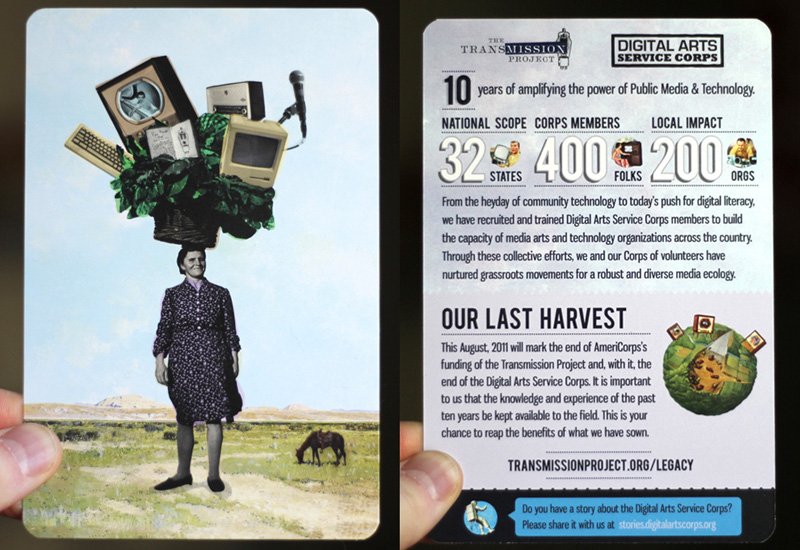 THE
TRANSMISSION
PROJECT
DIGITAL ARTS
SERVICE CORPS
10 years of amplifying the power of Public Media & Technology.
NATIONAL SCOPE
32 STATES
CORPS MEMBERS
400 FOLKS
LOCAL IMPACT
200 ORGS
From the heyday of community technology to today's push for digital literacy,
we have recruited and trained Digital Arts Service Corps members to build
the capacity of media arts and technology organizations across the country.
Through these collective efforts, we and our Corps of volunteers have
nurtured grassroots movements for a robust and diverse media ecology.
OUR LAST HARVEST
This August, 2011 will mark the end of AmeriCorps's
funding of the Transmission Project and, with it, the
end of the Digital Arts Service Corps. It is important
to us that the knowledge and experience of the past
ten years be kept available to the field. This is your
chance to reap the benefits of what we have sown.
TRANSMISSIONPROJECT.ORG/LEGACY
Do you have a story about the Digital Arts Service Corps?
Please share it with us at stories.digitalartscorps.org